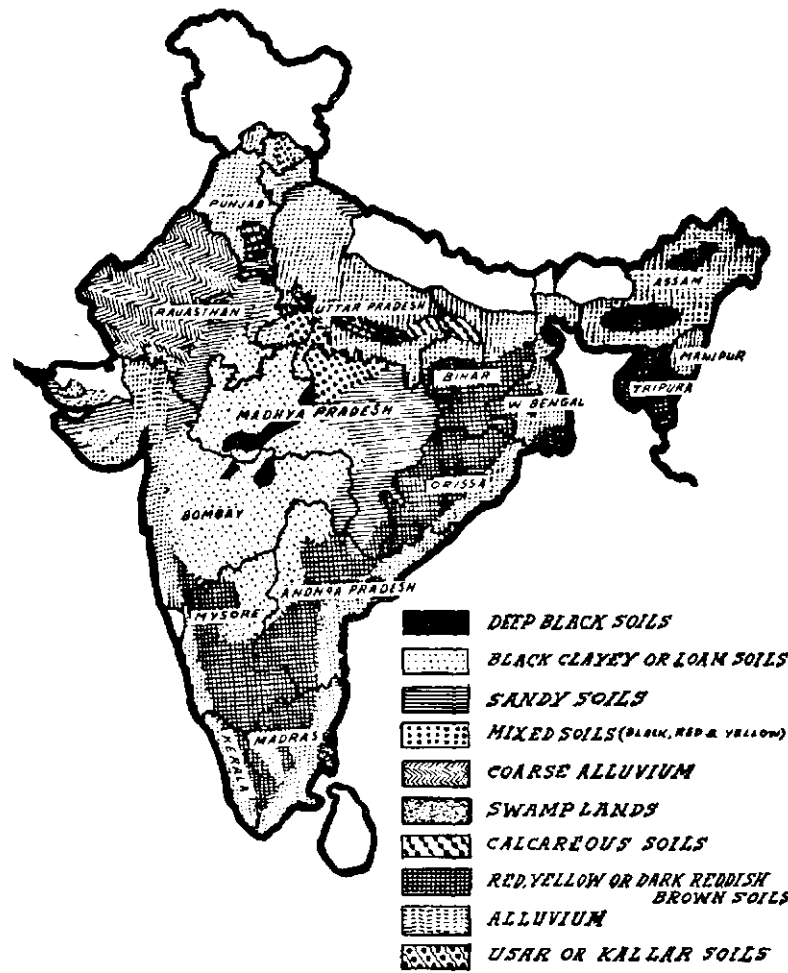 PUNJAB
RAJASTHAN
UTTAR PRADESH
ASSAM
MANIPUR
TRIPURA
BIHAR
W. BENGAL
MADHYA PRADESH
ORISSA
BOMBAY
ANDHRA PRADESH
MYSORE
MADRAS
KERALA
DEEP BLACK SOILS
BLACK CLAYEY OR LOAM SOILS
SANDY SOILS
MIXED SOILS (BLACK, RED & YELLOW)
COARSE ALLUVIUM
SWAMP LANDS
CALCAREOUS SOILS
RED, YELLOW OR DARK REDDISH
BROWN SOILS
ALLUVIUM
USAR OR KALLAR SOILS